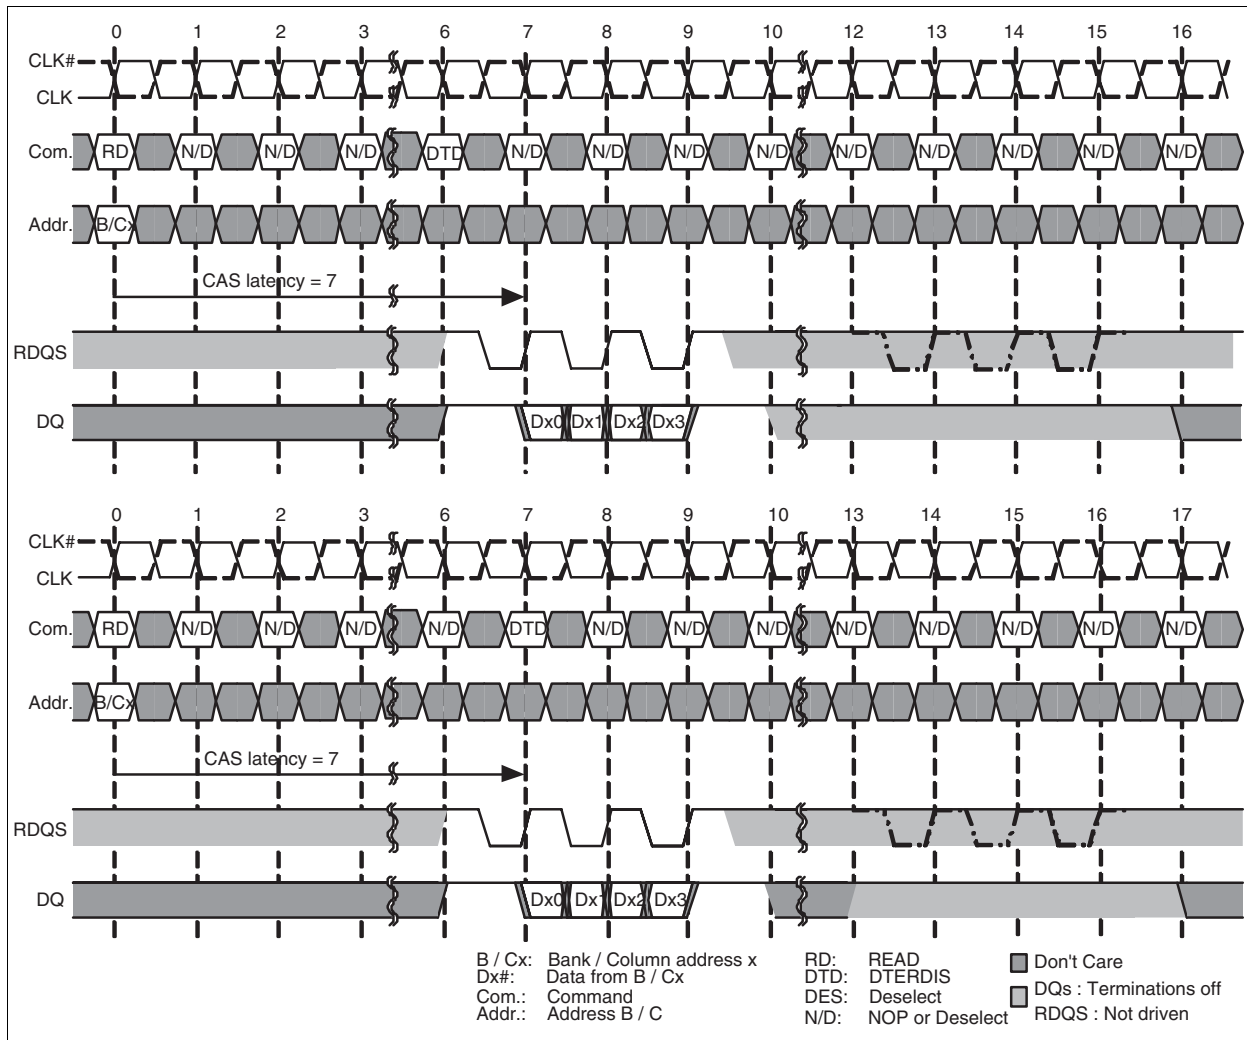 0 1 2 3 6 7 8 9 10 12 13 14 15 16
CLK#
CLK
Com. RD N/D N/D N/D DTD N/D N/D N/D N/D N/D N/D N/D N/D N/D
Addr. B/Cx
CAS latency = 7
RDQS
DQ Dx0 Dx1 Dx2 Dx3
0 1 2 3 6 7 8 9 10 13 14 15 16 17
CLK#
CLK
Com. RD N/D N/D N/D N/D DTD N/D N/D N/D N/D N/D N/D N/D N/D
Addr. B/Cx
CAS latency = 7
RDQS
DQ Dx0 Dx1 Dx2 Dx3
B / Cx: Bank / Column address x
Dx#: Data from B / Cx
Com.: Command
Addr.: Address B / C
RD: READ
DTD: DTERDIS
DES: Deselect
N/D: NOP or Deselect
Don't Care
DQs : Terminations off
RDQS : Not driven